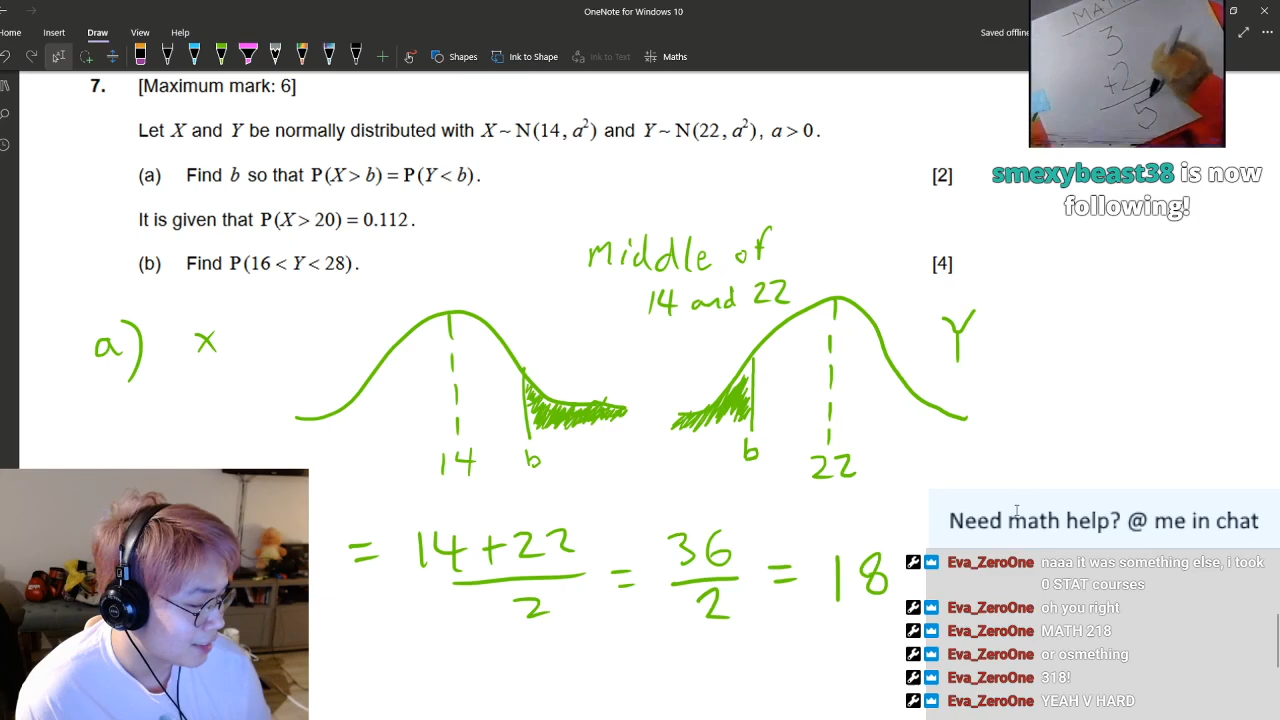 OneNote for Windows 10
Saved offline
Home Insert Draw View Help
Shapes Ink to Shape Ink to Text Maths
MATH
3
+2
5
7. [Maximum mark: 6]
Let X and Y be normally distributed with X ~ N(14, a²) and Y ~ N(22, a²), a > 0.
(a) Find b so that P(X > b) = P(Y < b). [2]
It is given that P(X > 20) = 0.112.
(b) Find P(16 < Y < 28). [4]
smexybeast38 is now
following!
middle of
14 and 22
a) X Y
14 b b 22
= 14+22/2 = 36/2 = 18
Need math help? @ me in chat
Eva_ZeroOne naaa it was something else, i took
0 STAT courses
Eva_ZeroOne oh you right
Eva_ZeroOne MATH 218
Eva_ZeroOne or osmething
Eva_ZeroOne 318!
Eva_ZeroOne YEAH V HARD